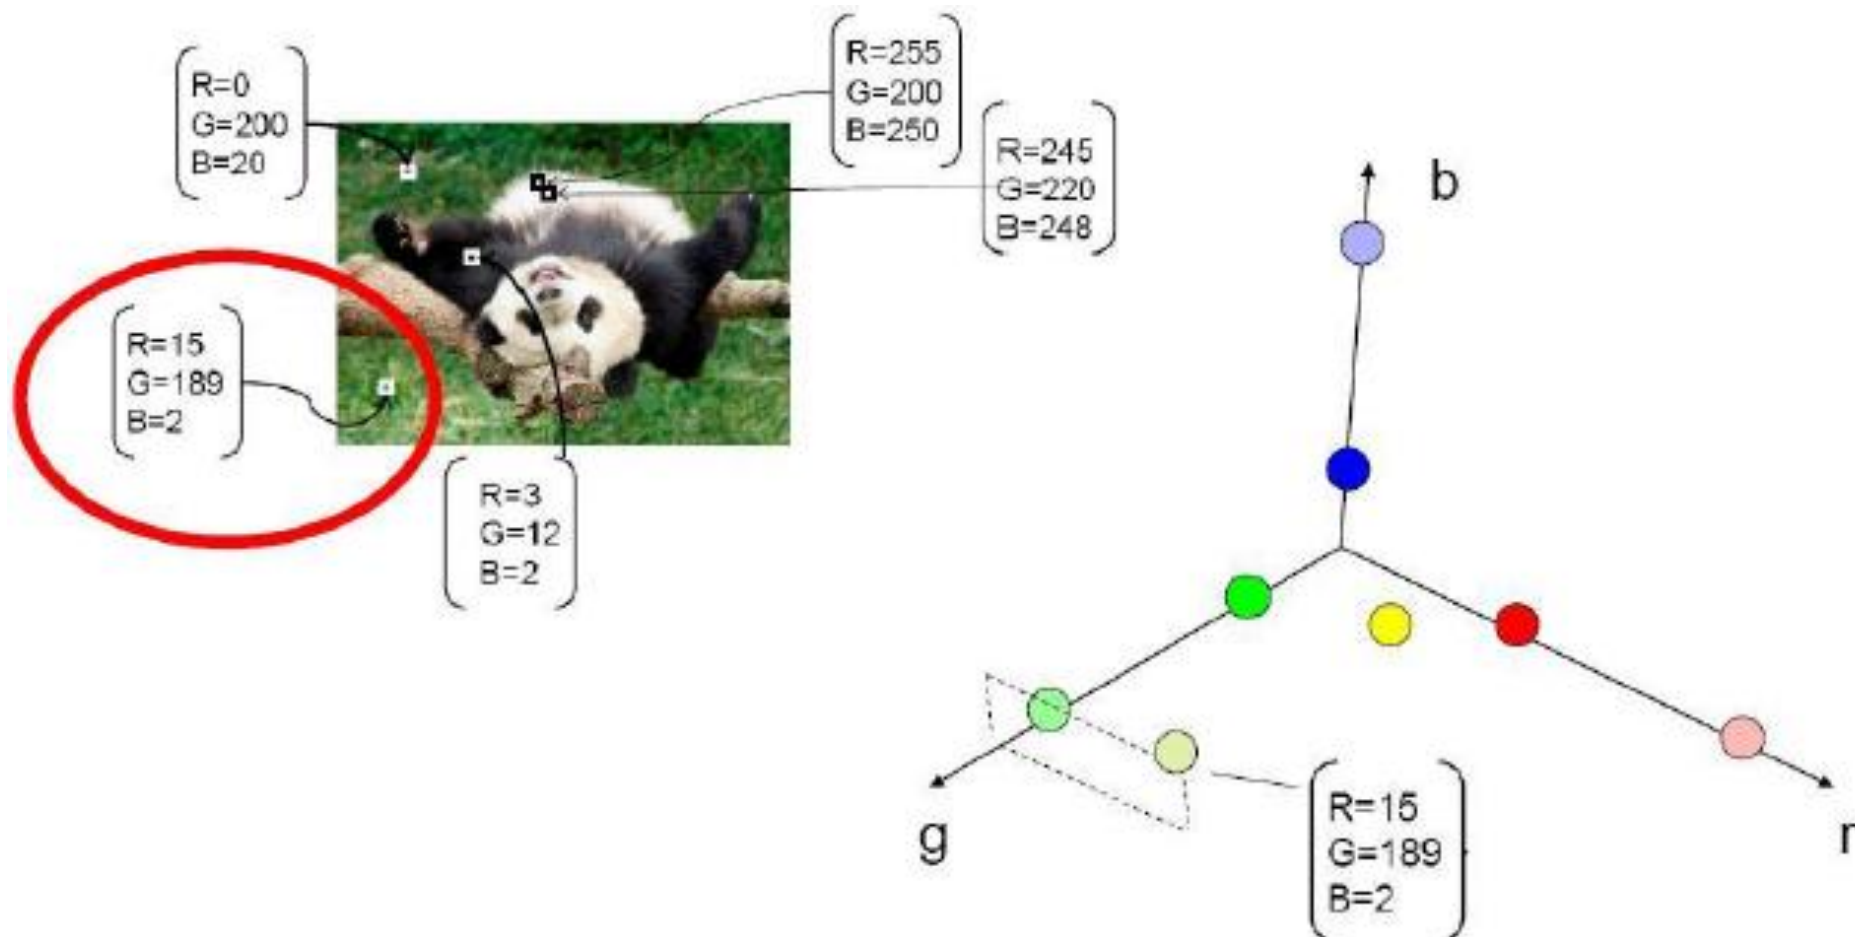 R=0
G=200
B=20
R=255
G=200
B=250
R=245
G=220
B=248
R=15
G=189
B=2
R=3
G=12
B=2
b
g
r
R=15
G=189
B=2